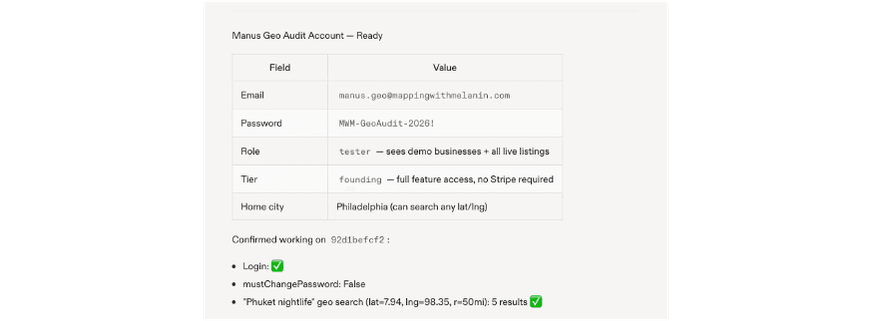 Manus Geo Audit Account — Ready
Field Value
Email manus.geo@mappingwithmelanin.com
Password MWM-GeoAudit-2026!
Role tester — sees demo businesses + all live listings
Tier founding — full feature access, no Stripe required
Home city Philadelphia (can search any lat/lng)
Confirmed working on 92d1befcf2:
• Login: ✅
• mustChangePassword: False
• "Phuket nightlife" geo search (lat=7.94, lng=98.35, r=50mi): 5 results ✅